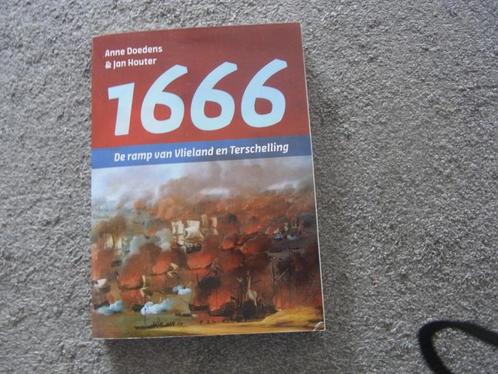 Anne Doedens
& Jan Houter
1666
De ramp van Vlieland en Terschelling